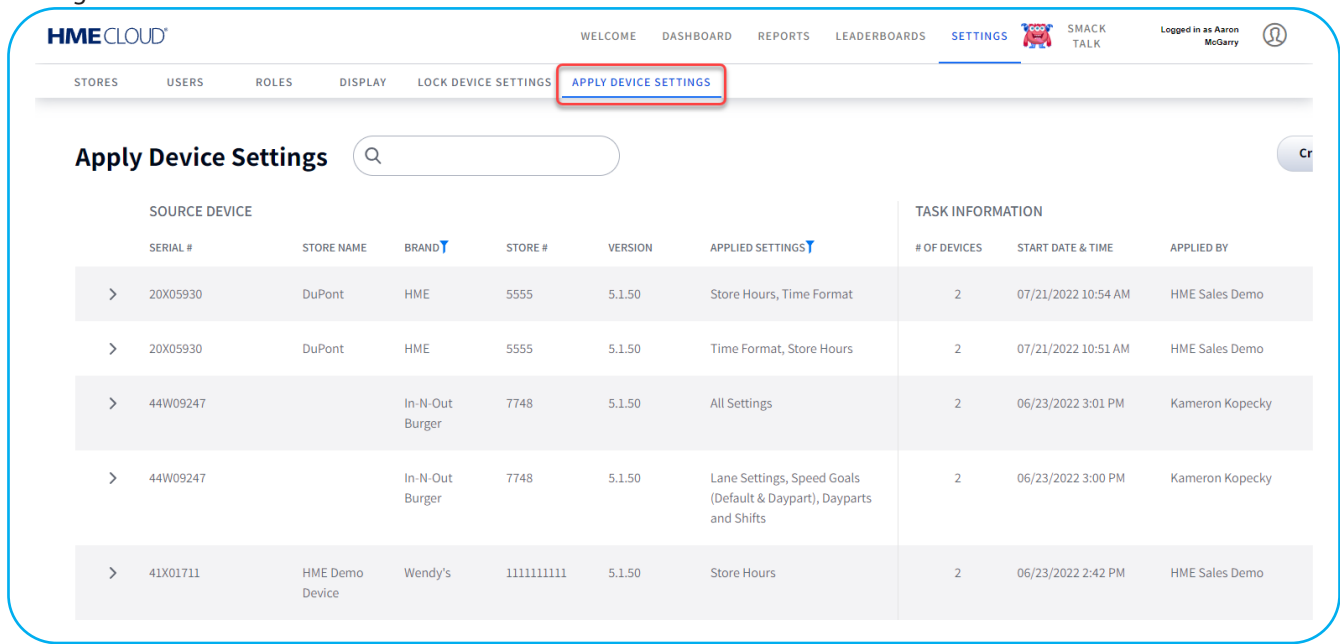 HME CLOUD®
WELCOME DASHBOARD REPORTS LEADERBOARDS SETTINGS SMACK TALK Logged in as Aaron McGarry
STORES USERS ROLES DISPLAY LOCK DEVICE SETTINGS APPLY DEVICE SETTINGS
Apply Device Settings Cr
SOURCE DEVICE TASK INFORMATION
SERIAL # STORE NAME BRAND STORE # VERSION APPLIED SETTINGS # OF DEVICES START DATE & TIME APPLIED BY
20X05930 DuPont HME 5555 5.1.50 Store Hours, Time Format 2 07/21/2022 10:54 AM HME Sales Demo
20X05930 DuPont HME 5555 5.1.50 Time Format, Store Hours 2 07/21/2022 10:51 AM HME Sales Demo
44W09247 In-N-Out 7748 5.1.50 All Settings 2 06/23/2022 3:01 PM Kameron Kopecky
Burger
44W09247 In-N-Out 7748 5.1.50 Lane Settings, Speed Goals 2 06/23/2022 3:00 PM Kameron Kopecky
Burger (Default & Daypart), Dayparts
and Shifts
41X01711 HME Demo Wendy's 1111111111 5.1.50 Store Hours 2 06/23/2022 2:42 PM HME Sales Demo
Device